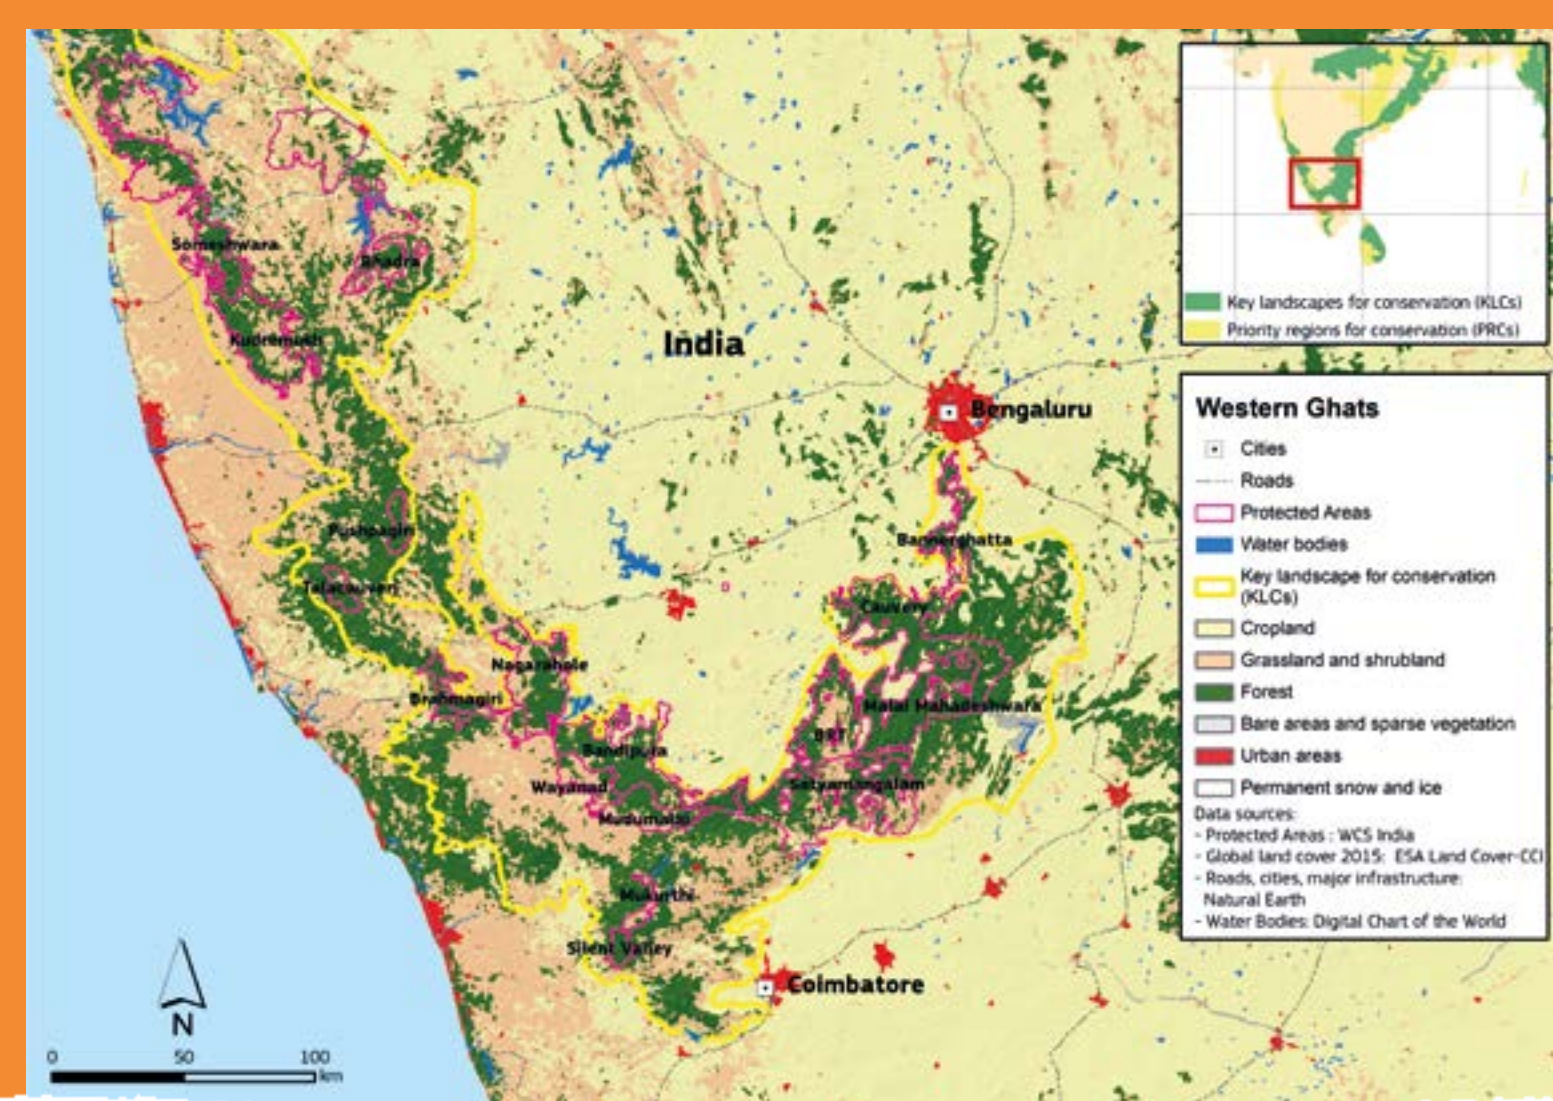 Someshwara
Bhadra
Kudremukh
India
Bengaluru
Pushpagiri
Talacauveri
Bannerghatta
Cauvery
Nagarahole
Brahmagiri
Malai Mahadeshwara
BRT
Bandipura
Wayanad
Satyamangalam
Mudumalai
Mukurthi
Silent Valley
Coimbatore
N
0 50 100
km
Key landscapes for conservation (KLCs)
Priority regions for conservation (PRCs)
Western Ghats
Cities
Roads
Protected Areas
Water bodies
Key landscape for conservation
(KLCs)
Cropland
Grassland and shrubland
Forest
Bare areas and sparse vegetation
Urban areas
Permanent snow and ice
Data sources:
- Protected Areas : WCS India
- Global land cover 2015: ESA Land Cover-CCI
- Roads, cities, major infrastructure:
Natural Earth
- Water Bodies: Digital Chart of the World